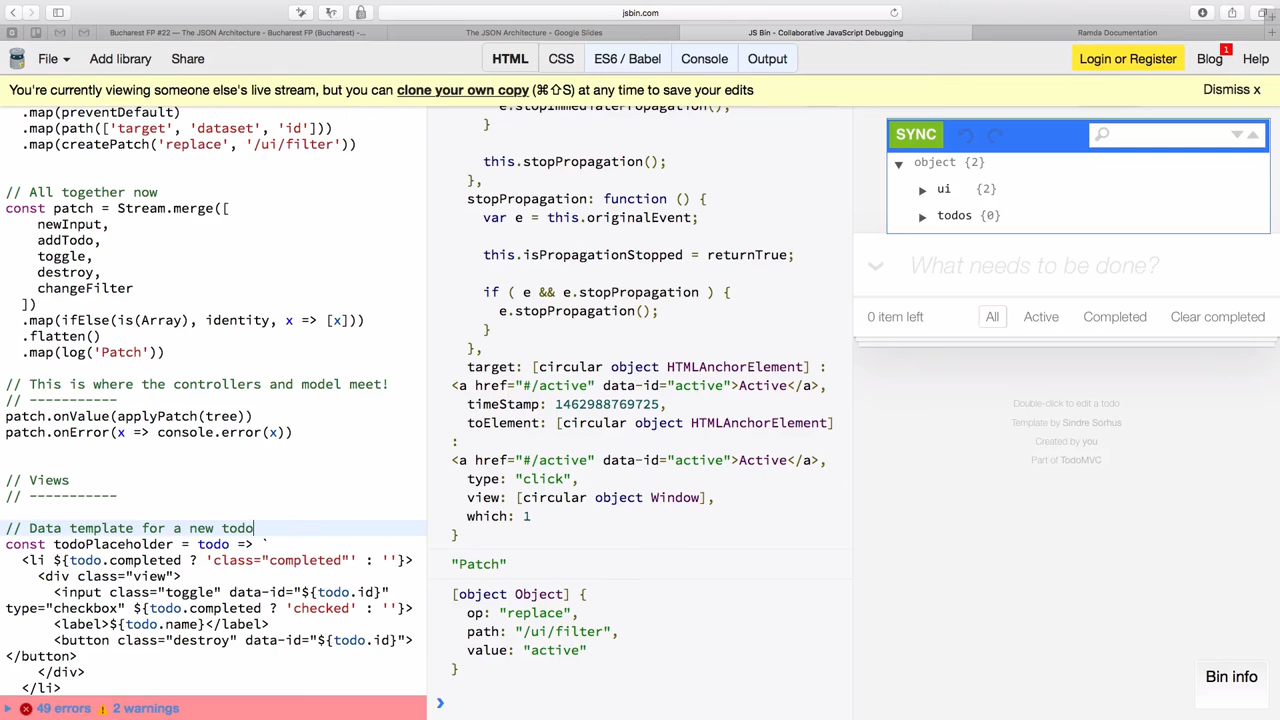 jsbin.com
Bucharest FP #22 — The JSON Architecture - Bucharest FP (Bucharest) -...
The JSON Architecture - Google Slides
JS Bin - Collaborative JavaScript Debugging
Ramda Documentation
File
Add library
Share
HTML
CSS
ES6 / Babel
Console
Output
Login or Register
Blog
1
Help
You're currently viewing someone else's live stream, but you can clone your own copy (⌘⇧S) at any time to save your edits
Dismiss x
.map(preventDefault)
.map(path(['target', 'dataset', 'id']))
.map(createPatch('replace', '/ui/filter'))
// All together now
const patch = Stream.merge([
newInput,
addTodo,
toggle,
destroy,
changeFilter
])
.map(ifElse(is(Array), identity, x => [x]))
.flatten()
.map(log('Patch'))
// This is where the controllers and model meet!
// -----------
patch.onValue(applyPatch(tree))
patch.onError(x => console.error(x))
// Views
// -----------
// Data template for a new todo
const todoPlaceholder = todo => `
<li ${todo.completed ? 'class="completed"' : ''}>
<div class="view">
<input class="toggle" data-id="${todo.id}"
type="checkbox" ${todo.completed ? 'checked' : ''}>
<label>${todo.name}</label>
<button class="destroy" data-id="${todo.id}">
</button>
</div>
</li>
49 errors
2 warnings
e.stopImmediatePropagation();
}
this.stopPropagation();
},
stopPropagation: function () {
var e = this.originalEvent;
this.isPropagationStopped = returnTrue;
if ( e && e.stopPropagation ) {
e.stopPropagation();
}
},
target: [circular object HTMLAnchorElement] :
<a href="#/active" data-id="active">Active</a>,
timeStamp: 1462988769725,
toElement: [circular object HTMLAnchorElement]
:
<a href="#/active" data-id="active">Active</a>,
type: "click",
view: [circular object Window],
which: 1
}
"Patch"
[object Object] {
op: "replace",
path: "/ui/filter",
value: "active"
}
SYNC
object {2}
ui {2}
todos {0}
What needs to be done?
0 item left
All
Active
Completed
Clear completed
Double-click to edit a todo
Template by Sindre Sorhus
Created by you
Part of TodoMVC
Bin info